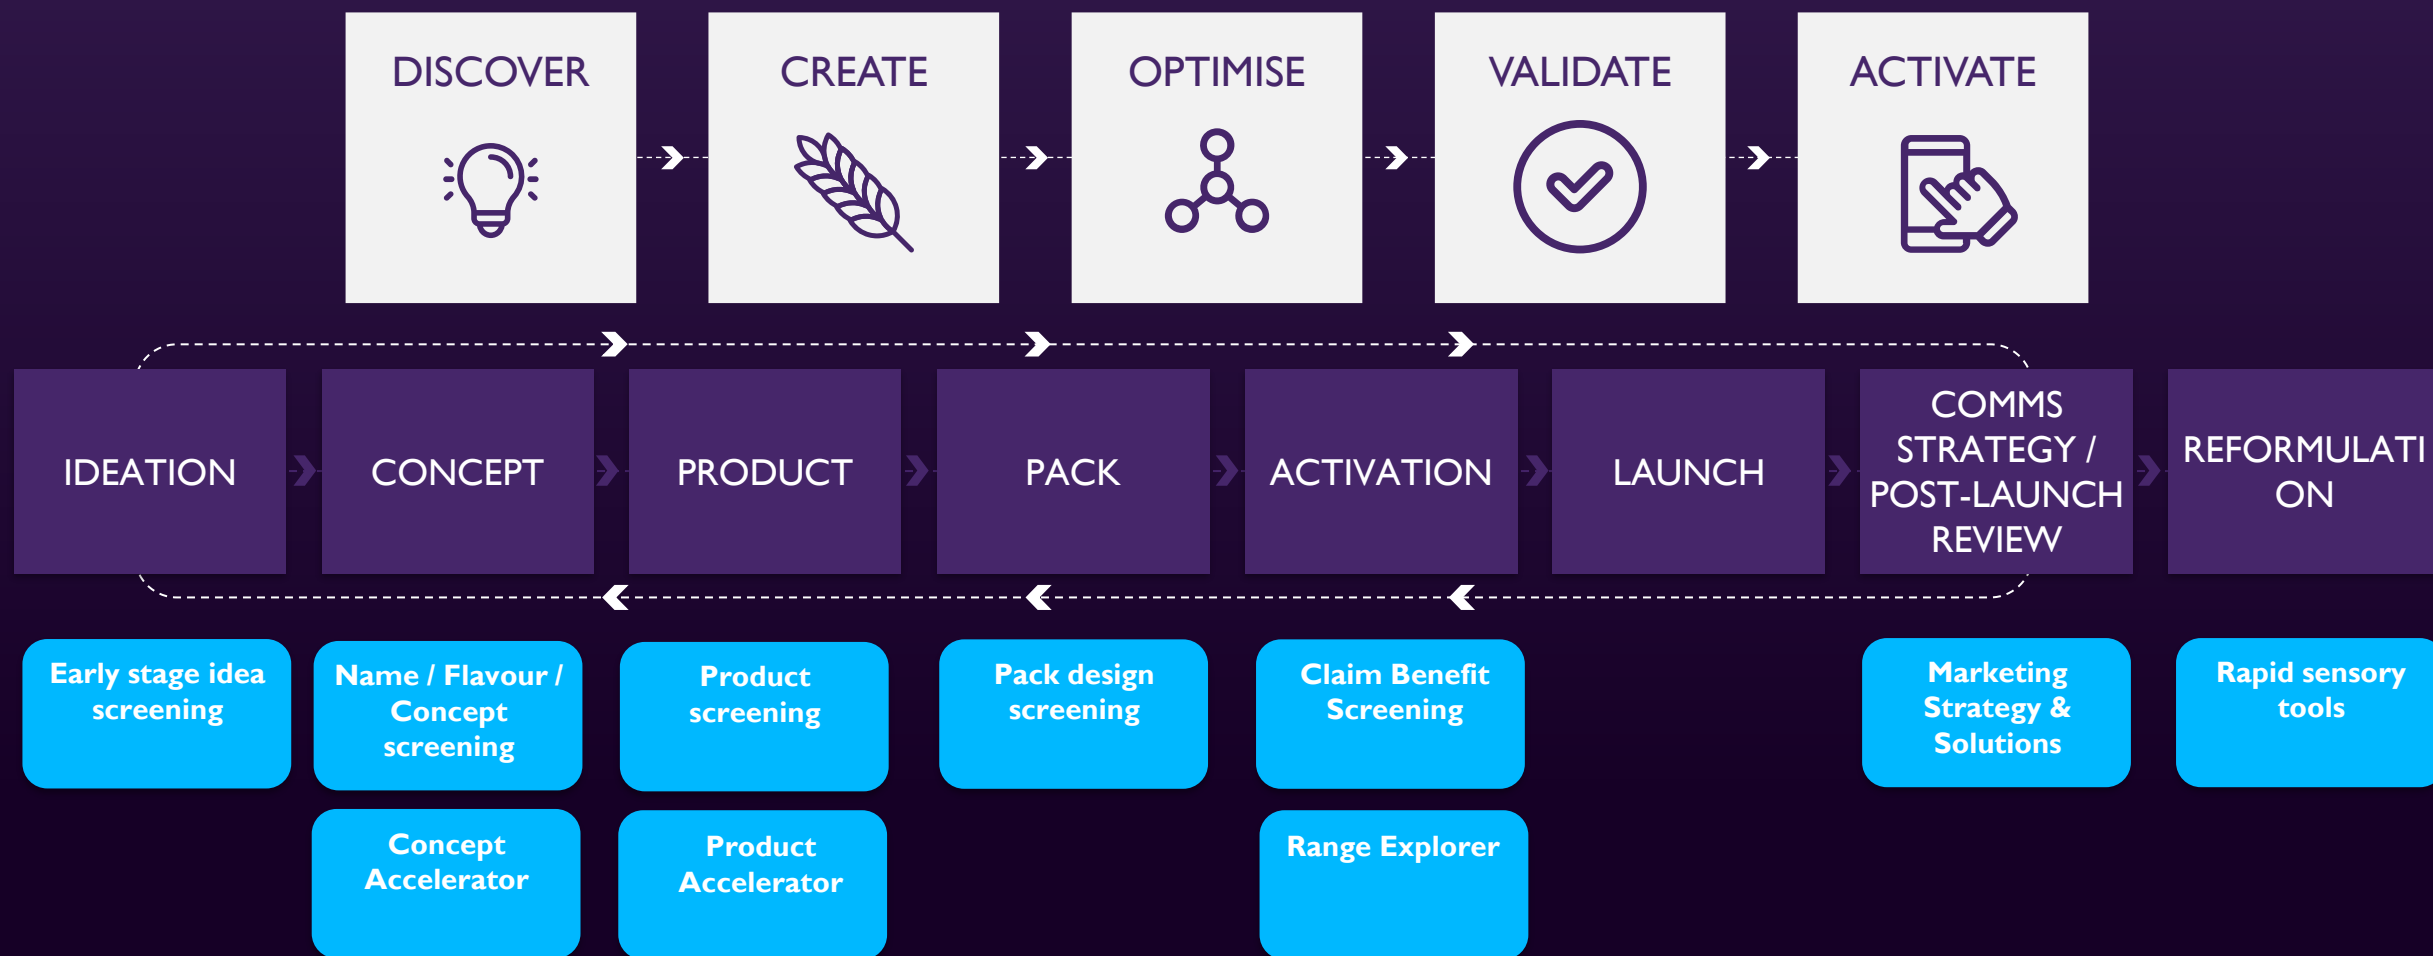 DISCOVER
CREATE
OPTIMISE
VALIDATE
ACTIVATE
IDEATION
CONCEPT
PRODUCT
PACK
ACTIVATION
LAUNCH
COMMS
STRATEGY /
POST-LAUNCH
REVIEW
REFORMULATI
ON
Early stage idea
screening
Name / Flavour /
Concept
screening
Product
screening
Pack design
screening
Claim Benefit
Screening
Marketing
Strategy &
Solutions
Rapid sensory
tools
Concept
Accelerator
Product
Accelerator
Range Explorer